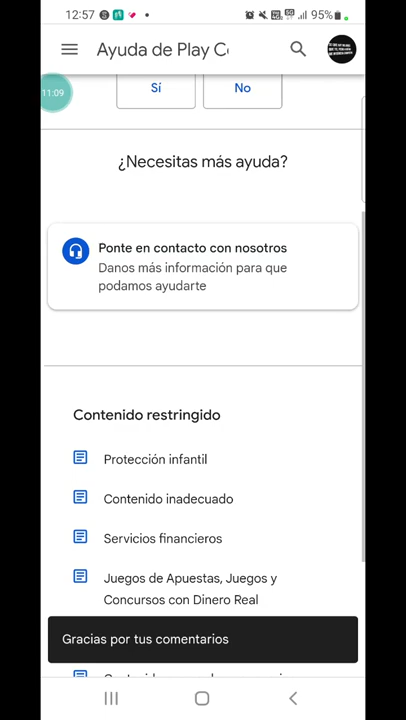 12:57
95%
Ayuda de Play Co
11:09
Sí
No
¿Necesitas más ayuda?
Ponte en contacto con nosotros
Danos más información para que
podamos ayudarte
Contenido restringido
Protección infantil
Contenido inadecuado
Servicios financieros
Juegos de Apuestas, Juegos y
Concursos con Dinero Real
Gracias por tus comentarios